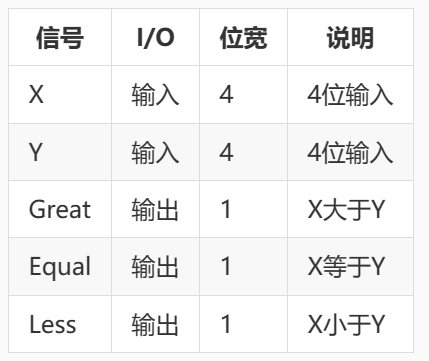 信号 I/O 位宽 说明
X 输入 4 4位输入
Y 输入 4 4位输入
Great 输出 1 X大于Y
Equal 输出 1 X等于Y
Less 输出 1 X小于Y